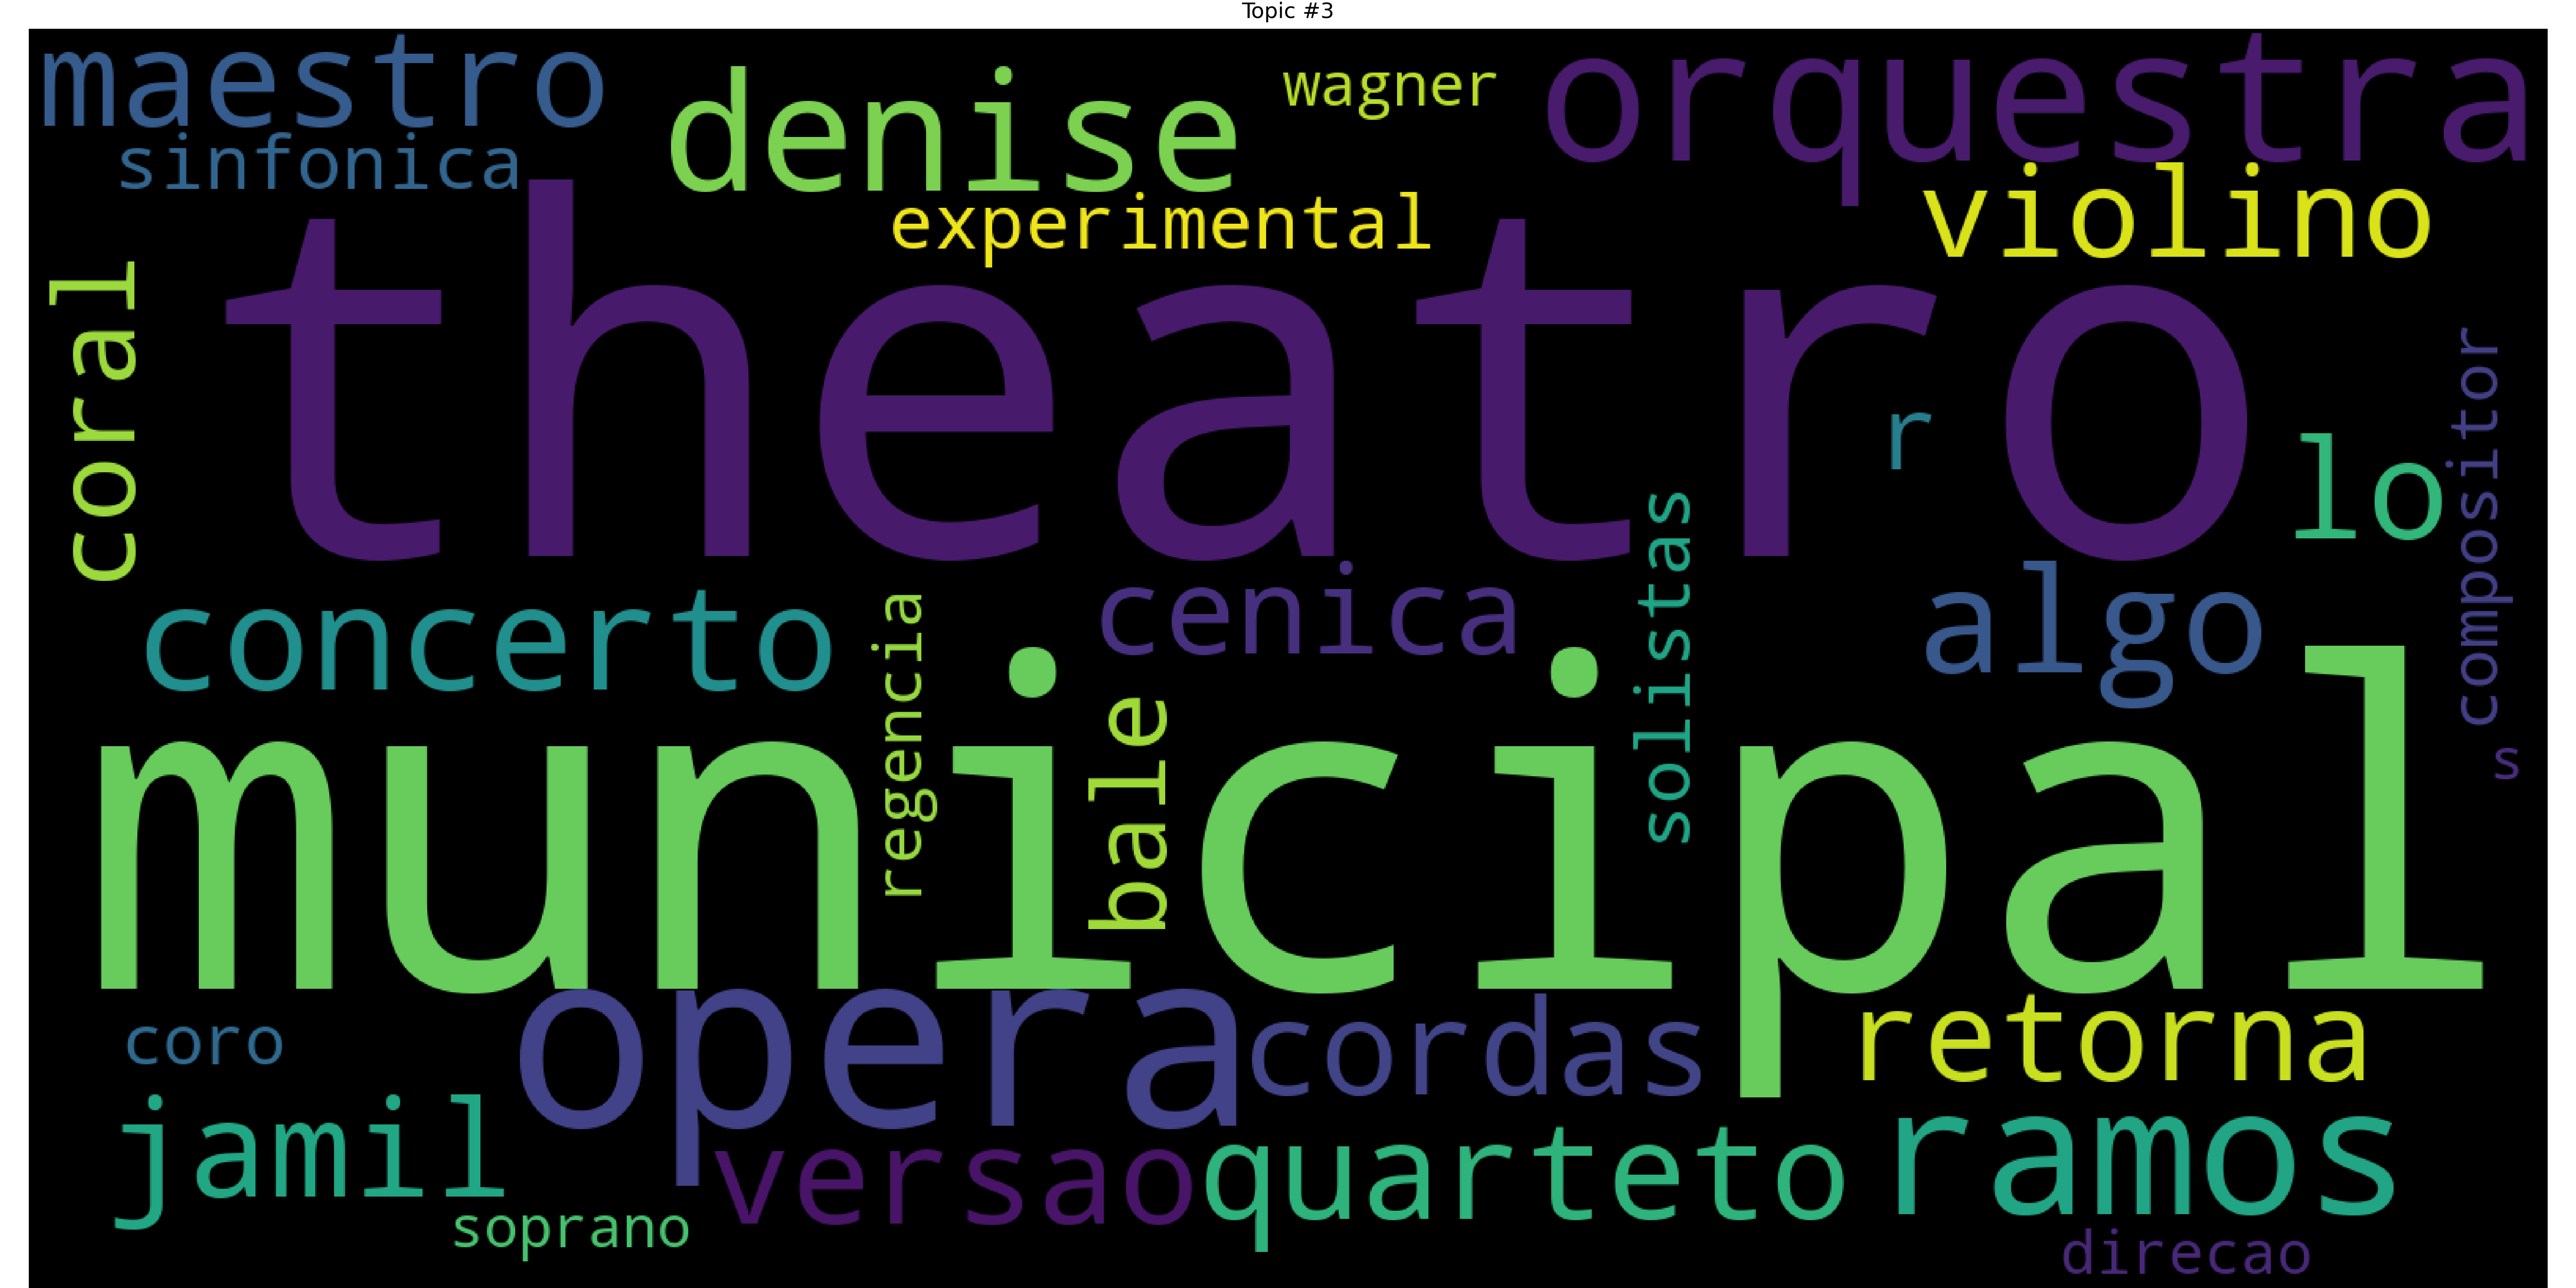 Topic #3
maestro
denise
wagner
orquestra
sinfonica
experimental
violino
coral
theatro
r
lo
compositor
concerto
regencia
cenica
solistas
algo
municipal
bale
s
coro
opera
cordas
retorna
jamil
versao
quarteto
ramos
soprano
direcao